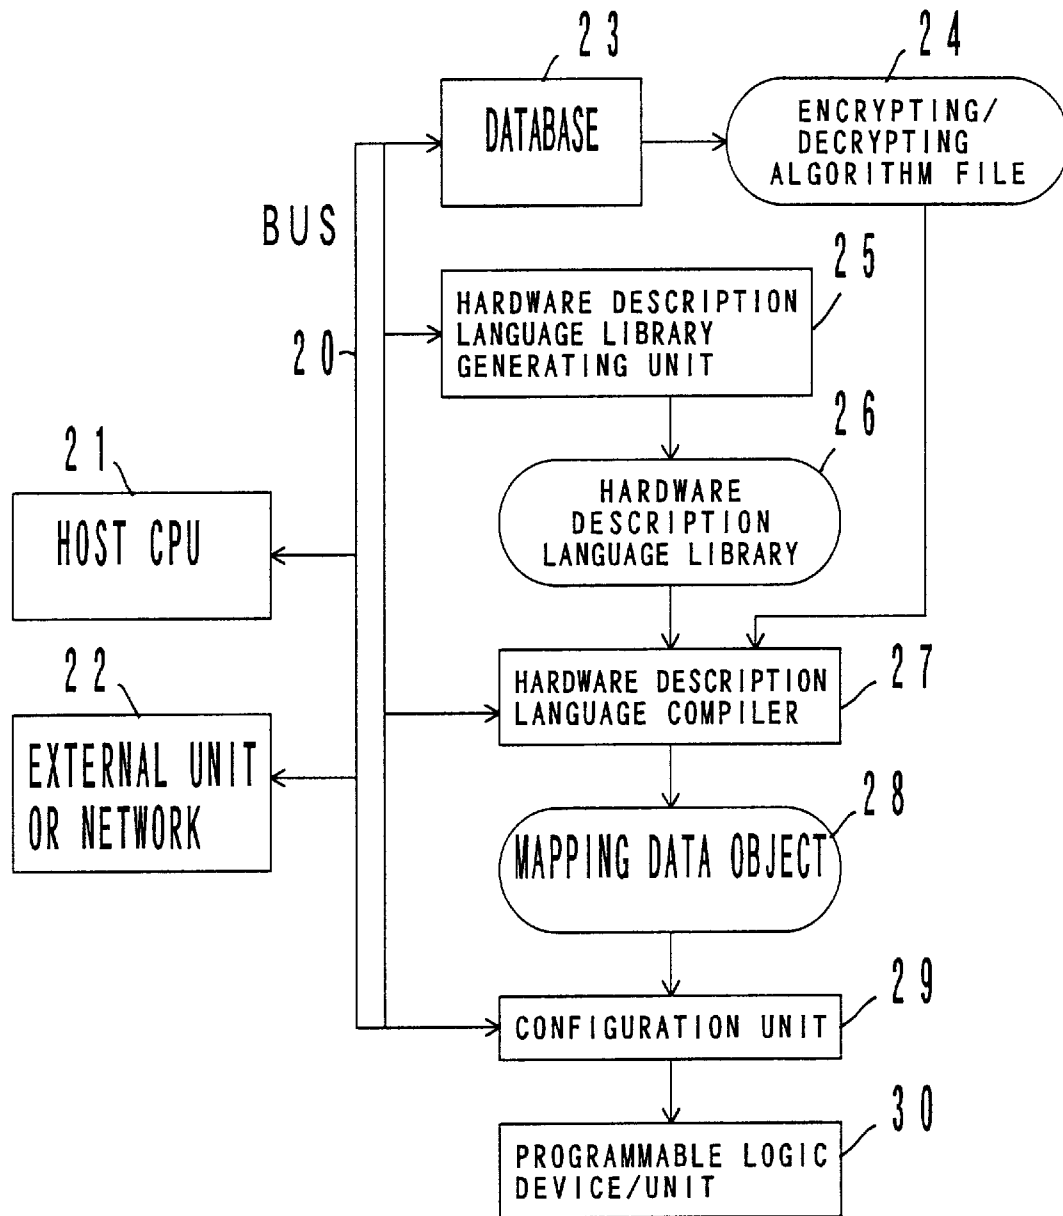 23
24
DATABASE
ENCRYPTING/
DECRYPTING
ALGORITHM FILE
BUS
25
HARDWARE DESCRIPTION
LANGUAGE LIBRARY
GENERATING UNIT
20
26
21
HARDWARE
DESCRIPTION
LANGUAGE LIBRARY
HOST CPU
22
27
HARDWARE DESCRIPTION
LANGUAGE COMPILER
EXTERNAL UNIT
OR NETWORK
28
MAPPING DATA OBJECT
29
CONFIGURATION UNIT
30
PROGRAMMABLE LOGIC
DEVICE/UNIT